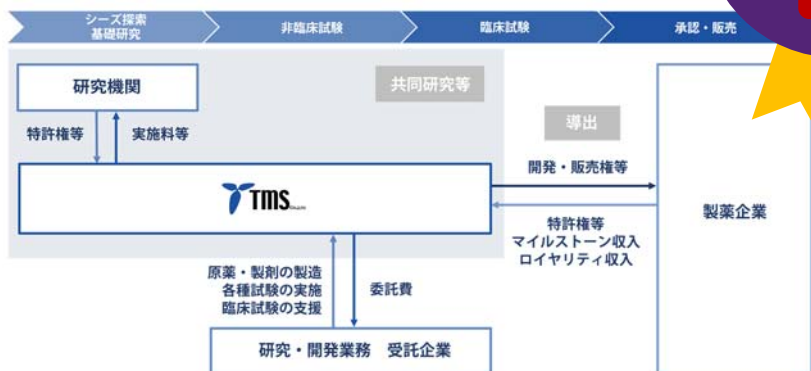 シーズ探索
基礎研究
非臨床試験
臨床試験
承認・販売
研究機関
共同研究等
特許権等
実施料等
導出
開発・販売権等
TMS
製薬企業
特許権等
マイルストーン収入
ロイヤリティ収入
原薬・製剤の製造
各種試験の実施
臨床試験の支援
委託費
研究・開発業務 受託企業